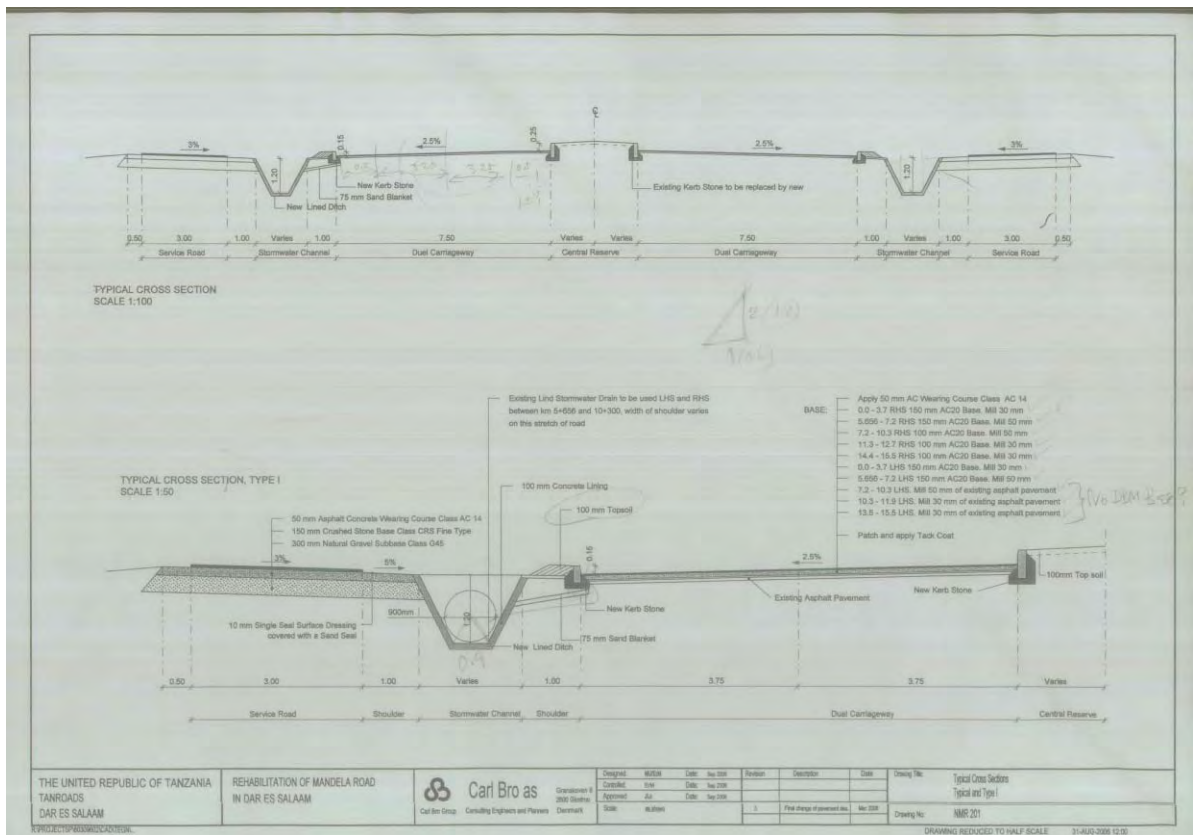 0.15
0.25
3%
2.5%
2.5%
3%
1.20
1.20
New Kerb Stone
Existing Kerb Stone to be replaced by new
75 mm Sand Blanket
New Lined Ditch
0.50 3.00 1.00 Varies 1.00 7.50 Varies Varies 7.50 1.00 Varies 1.00 3.00 0.50
Service Road Stormwater Channel Duel Carriageway Central Reserve Duel Carriageway Stormwater Channel Service Road
TYPICAL CROSS SECTION
SCALE 1:100
Existing Lind Stormwater Drain to be used LHS and RHS
between km 5+656 and 10+300, width of shoulder varies
on this stretch of road
BASE:
Apply 50 mm AC Wearing Course Class AC 14
0.0 - 3.7 RHS 150 mm AC20 Base. Mill 30 mm
5.656 - 7.2 RHS 150 mm AC20 Base. Mill 50 mm
7.2 - 10.3 RHS 100 mm AC20 Base. Mill 50 mm
11.3 - 12.7 RHS 100 mm AC20 Base. Mill 30 mm
14.4 - 15.5 RHS 100 mm AC20 Base. Mill 30 mm
0.0 - 3.7 LHS 150 mm AC20 Base. Mill 30 mm
5.656 - 7.2 LHS 150 mm AC20 Base. Mill 50 mm
7.2 - 10.3 LHS. Mill 50 mm of existing asphalt pavement
10.3 - 11.9 LHS. Mill 30 mm of existing asphalt pavement
13.5 - 15.5 LHS. Mill 30 mm of existing asphalt pavement
Patch and apply Tack Coat
TYPICAL CROSS SECTION, TYPE I
SCALE 1:50
100 mm Concrete Lining
100 mm Topsoil
50 mm Asphalt Concrete Wearing Course Class AC 14
150 mm Crushed Stone Base Class CRS Fine Type
300 mm Natural Gravel Subbase Class G45
3%
5%
0.15
2.5%
100mm Top soil
New Kerb Stone
Existing Asphalt Pavement
New Kerb Stone
900mm
1.20
10 mm Single Seal Surface Dressing
covered with a Sand Seal
75 mm Sand Blanket
New Lined Ditch
0.9
0.50 3.00 1.00 Varies 1.00 3.75 3.75 Varies
Service Road Shoulder Stormwater Channel Shoulder Duel Carriageway Central Reserve
THE UNITED REPUBLIC OF TANZANIA
TANROADS
DAR ES SALAAM
REHABILITATION OF MANDELA ROAD
IN DAR ES SALAAM
Carl Bro Group
Carl Bro as
Consulting Engineers and Planners
Denmark
Designed
Date:
Controlled
Date:
Approved
Date:
Scale:
Revision
Description
Date
Drawing Title:
Typical Cross Sections
Typical and Type I
Drawing No:
NMR 201
DRAWING REDUCED TO HALF SCALE 31-AUG-2006 12:00